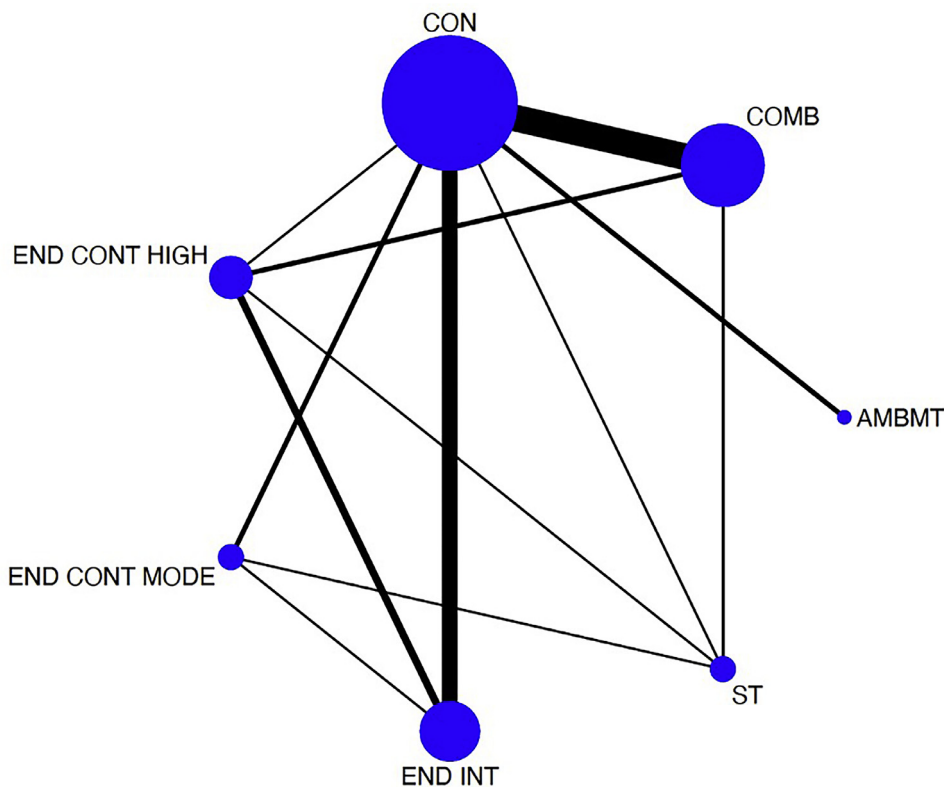 CON
COMB
END CONT HIGH
AMBMT
END CONT MODE
ST
END INT